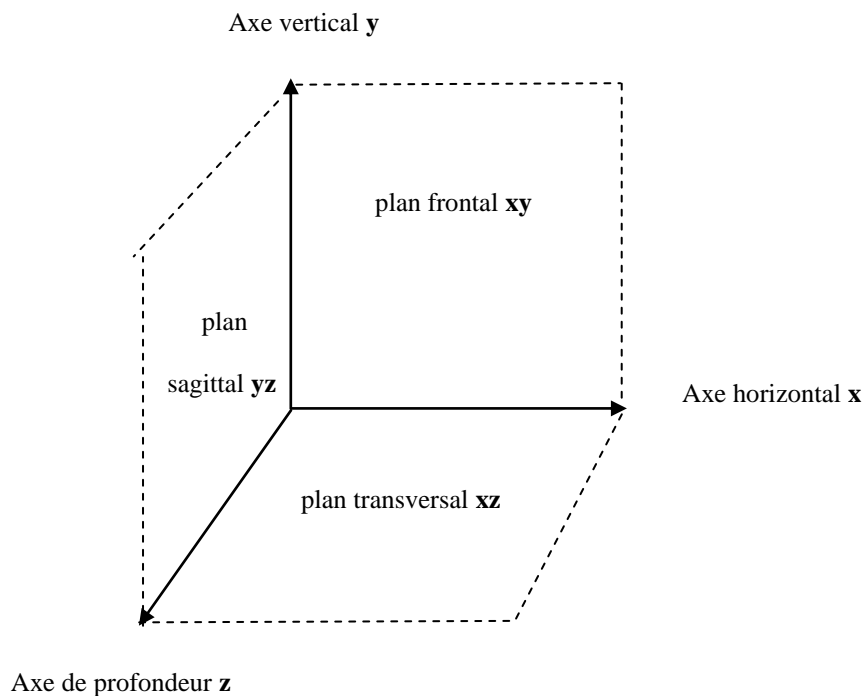 Axe vertical y
plan frontal xy
plan
sagittal yz
Axe horizontal x
plan transversal xz
Axe de profondeur z